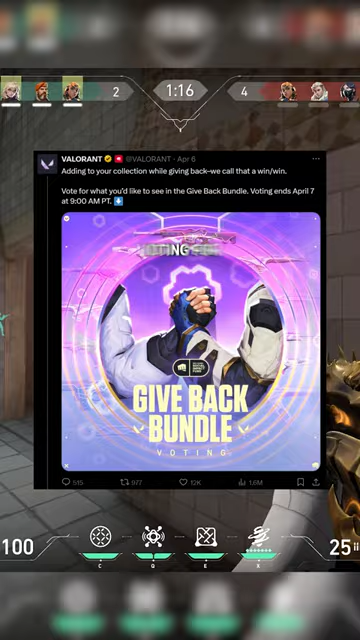 2
1:16
4
VALORANT @VALORANT · Apr 6
Adding to your collection while giving back–we call that a win/win.
Vote for what you'd like to see in the Give Back Bundle. Voting ends April 7
at 9:00 AM PT.
GIVE BACK
BUNDLE
VOTING
515 977 12K 1.6M
100
25
C Q E X